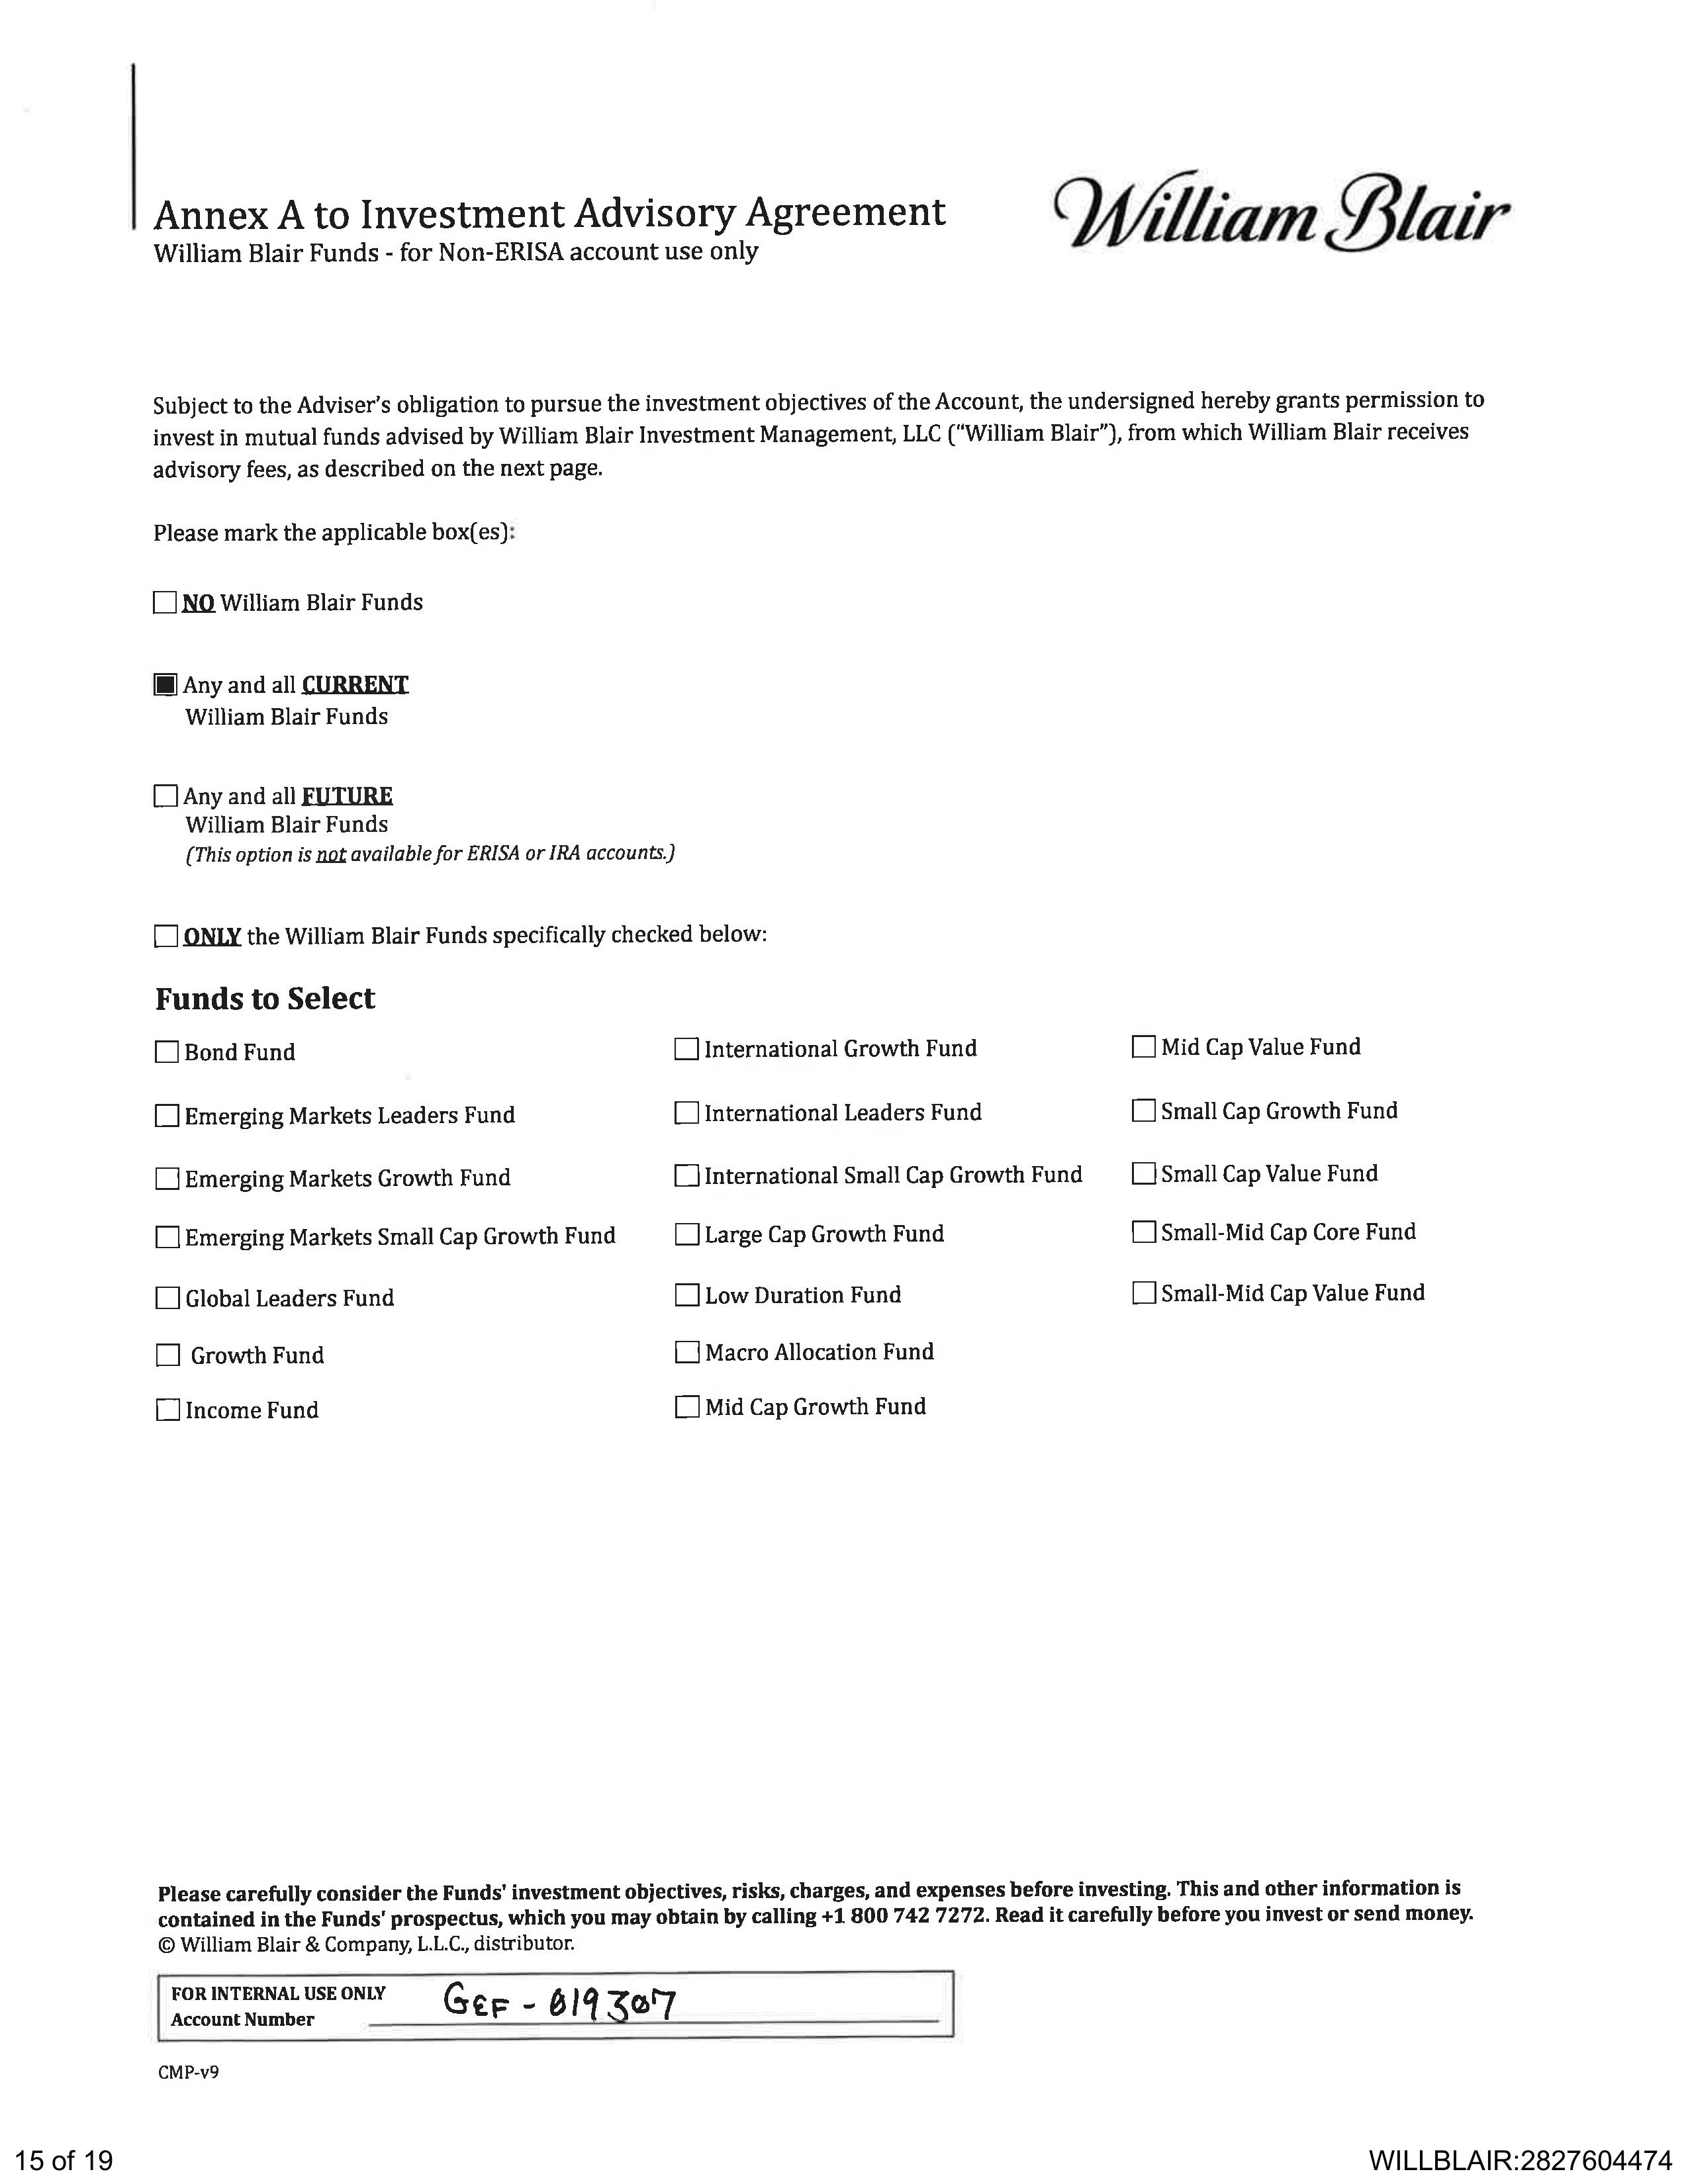 Annex A to Investment Advisory Agreement
William Blair Funds - for Non-ERISA account use only
William Blair
Subject to the Adviser's obligation to pursue the investment objectives of the Account, the undersigned hereby grants permission to
invest in mutual funds advised by William Blair Investment Management, LLC ("William Blair"), from which William Blair receives
advisory fees, as described on the next page.
Please mark the applicable box(es):
NO William Blair Funds
Any and all CURRENT
William Blair Funds
Any and all FUTURE
William Blair Funds
(This option is not available for ERISA or IRA accounts.)
ONLY the William Blair Funds specifically checked below:
Funds to Select
Bond Fund
Emerging Markets Leaders Fund
Emerging Markets Growth Fund
Emerging Markets Small Cap Growth Fund
Global Leaders Fund
Growth Fund
Income Fund
International Growth Fund
International Leaders Fund
International Small Cap Growth Fund
Large Cap Growth Fund
Low Duration Fund
Macro Allocation Fund
Mid Cap Growth Fund
Mid Cap Value Fund
Small Cap Growth Fund
Small Cap Value Fund
Small-Mid Cap Core Fund
Small-Mid Cap Value Fund
Please carefully consider the Funds' investment objectives, risks, charges, and expenses before investing. This and other information is
contained in the Funds' prospectus, which you may obtain by calling +1 800 742 7272. Read it carefully before you invest or send money.
© William Blair & Company, L.L.C., distributor.
FOR INTERNAL USE ONLY
Account Number GEF - 019307
CMP-v9
15 of 19
WILLBLAIR:2827604474